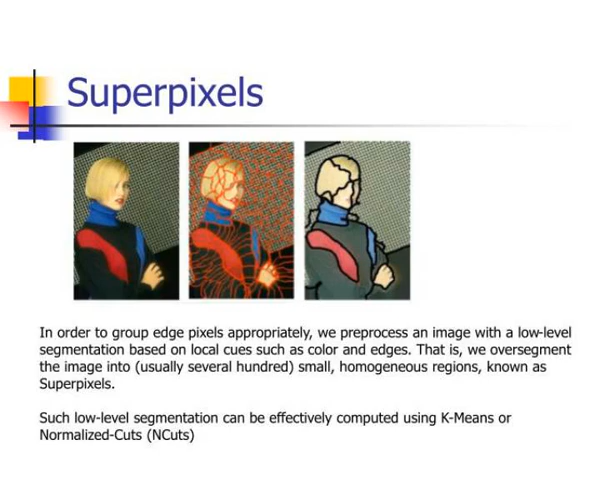 Superpixels
In order to group edge pixels appropriately, we preprocess an image with a low-level
segmentation based on local cues such as color and edges. That is, we oversegment
the image into (usually several hundred) small, homogeneous regions, known as
Superpixels.
Such low-level segmentation can be effectively computed using K-Means or
Normalized-Cuts (NCuts)